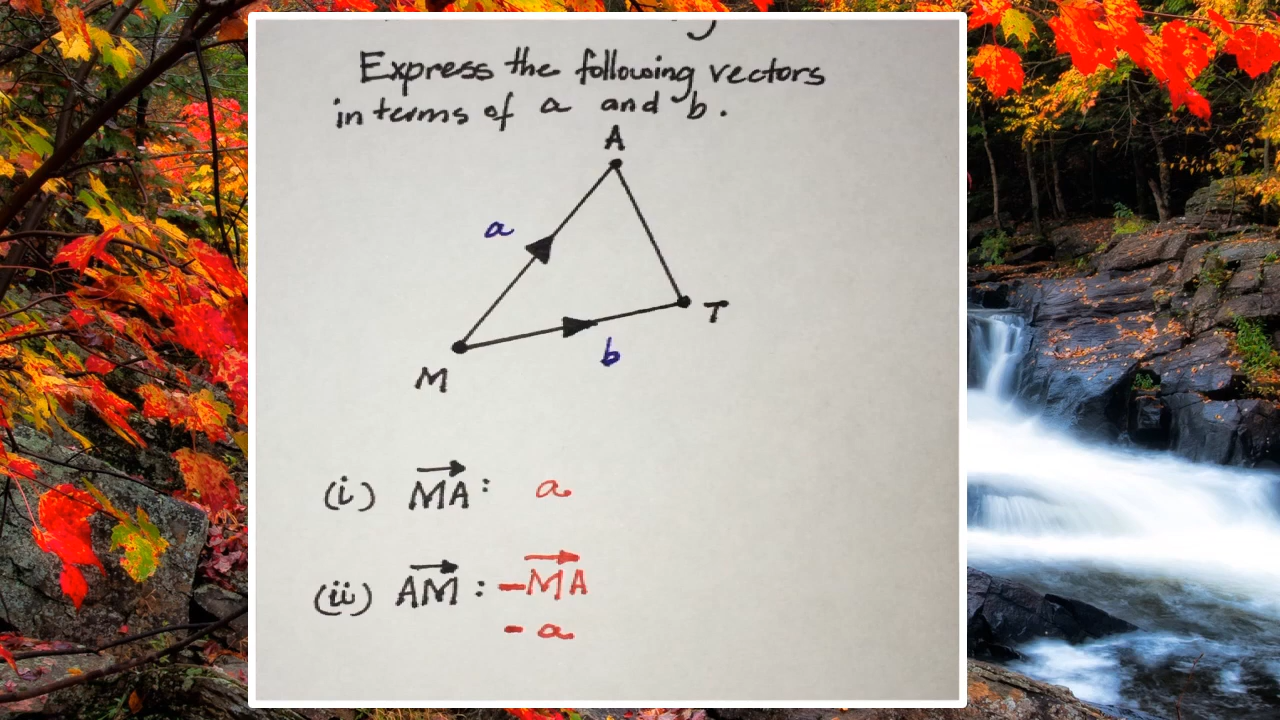 Express the following vectors
in terms of a and b.
A
a
T
b
M
(i) MA: a
(ii) AM: -MA
- a